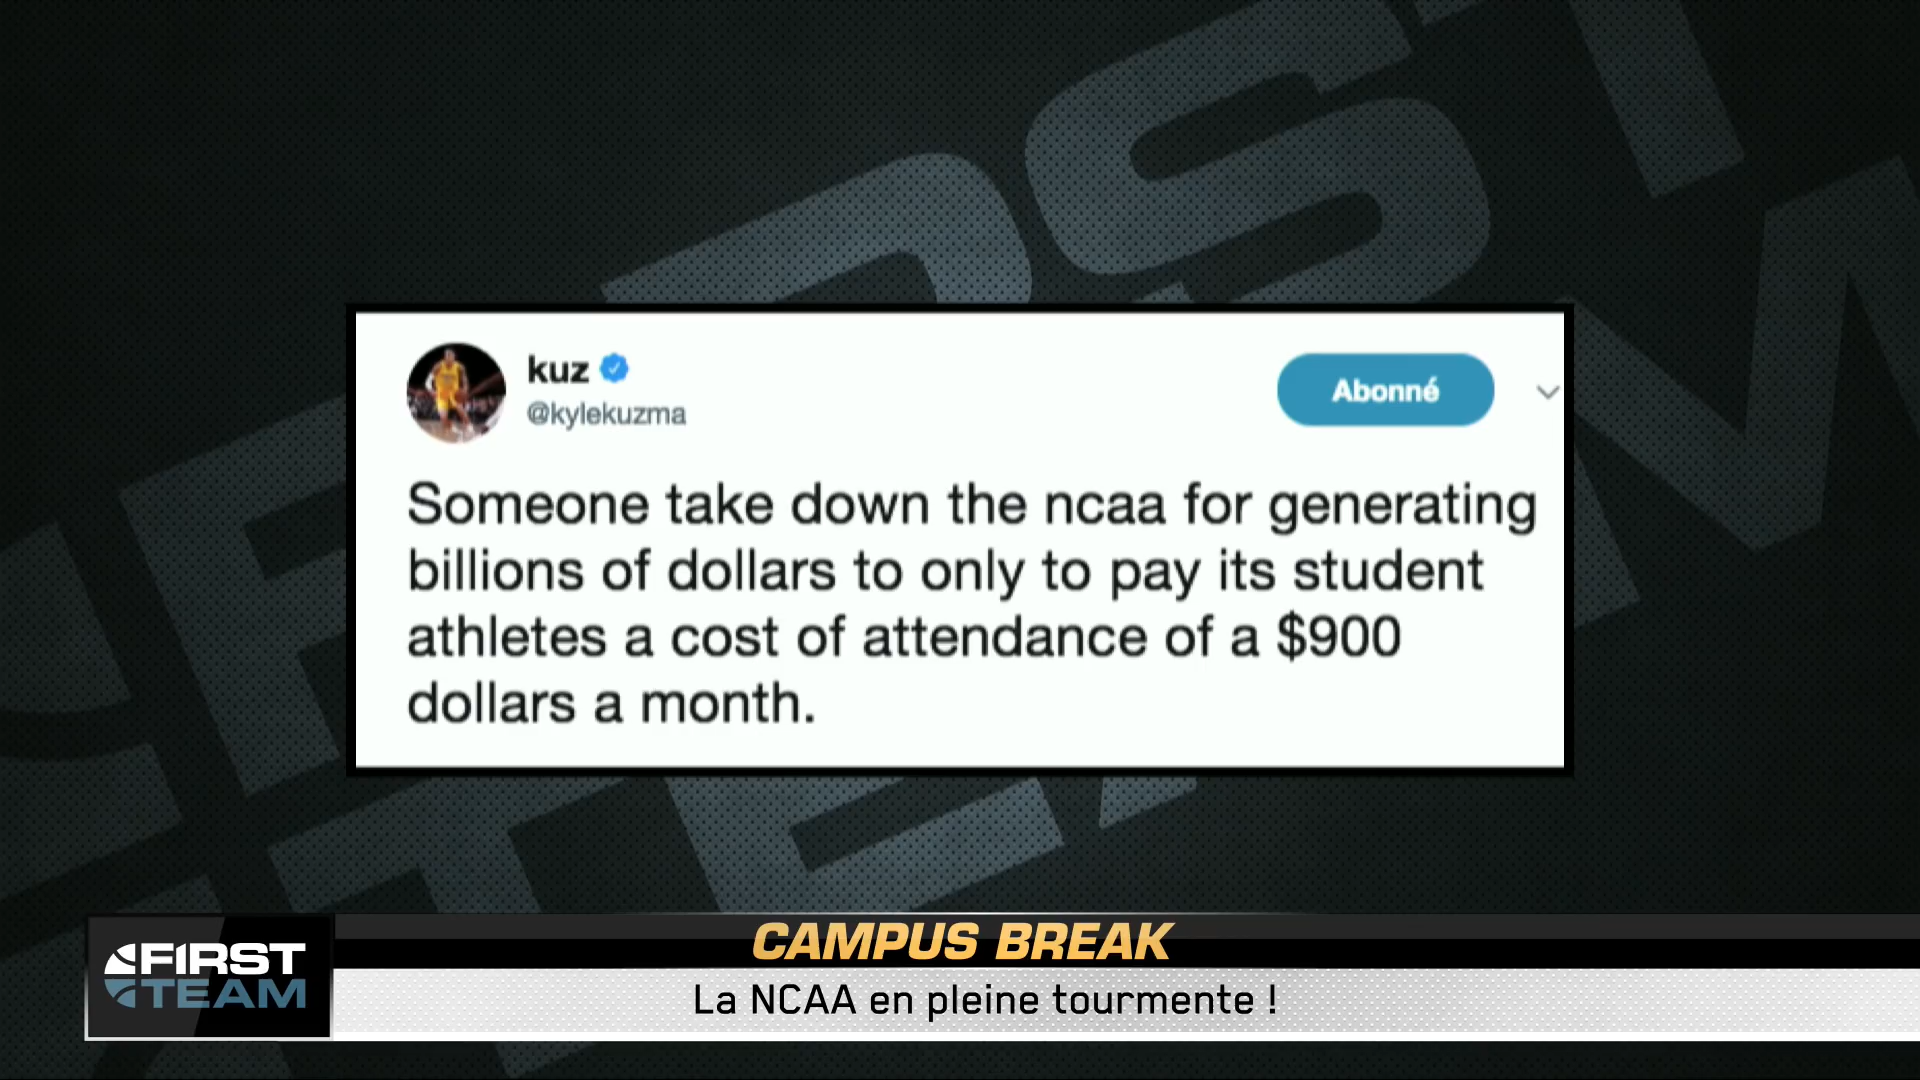 kuz
@kylekuzma
Abonné
Someone take down the ncaa for generating
billions of dollars to only to pay its student
athletes a cost of attendance of a $900
dollars a month.
FIRST
TEAM
CAMPUS BREAK
La NCAA en pleine tourmente !